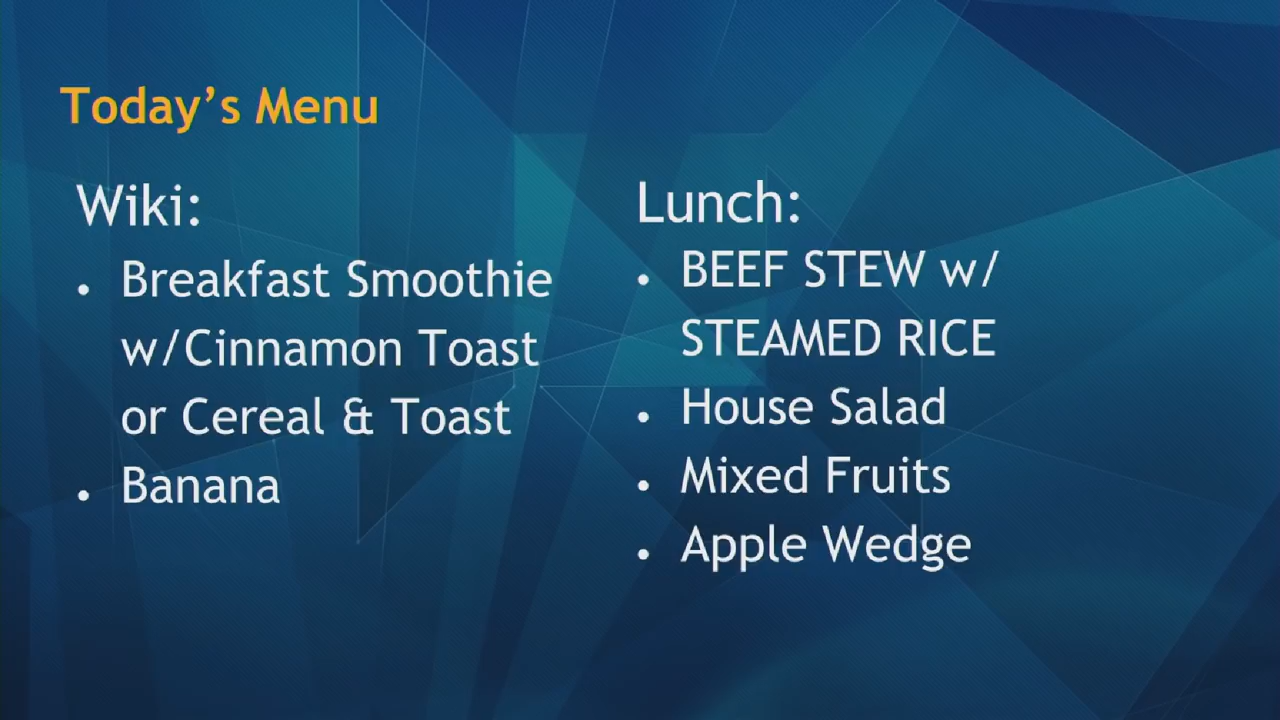 Today’s Menu
Wiki:
• Breakfast Smoothie
w/Cinnamon Toast
or Cereal & Toast
• Banana
Lunch:
• BEEF STEW w/
STEAMED RICE
• House Salad
• Mixed Fruits
• Apple Wedge